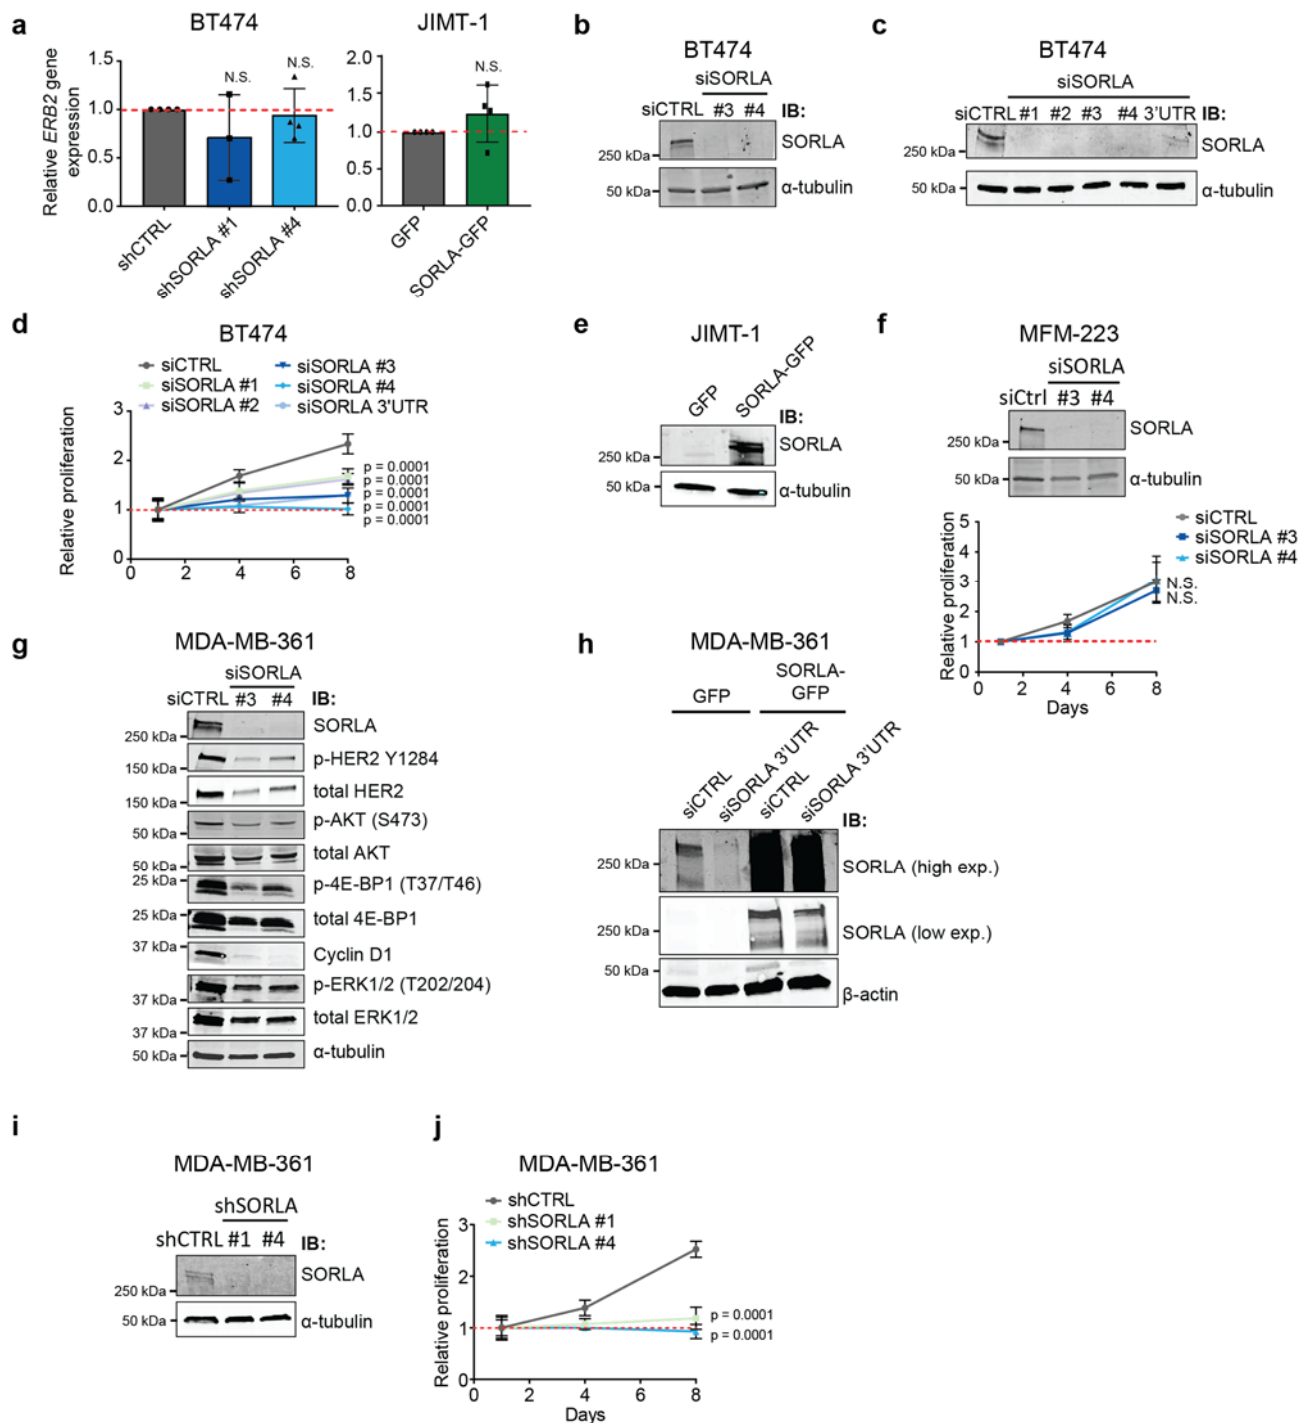 a
BT474
JIMT-1
Relative ERB2 gene
expression
1.5
1.0
0.5
0.0
N.S.
N.S.
shCTRL
shSORLA #1
shSORLA #4
2.0
1.5
1.0
0.5
0.0
N.S.
GFP
SORLA-GFP
b
BT474
siSORLA
siCTRL #3 #4 IB:
250 kDa SORLA
50 kDa α-tubulin
c
BT474
siSORLA
siCTRL #1 #2 #3 #4 3'UTR IB:
250 kDa SORLA
50 kDa α-tubulin
d
BT474
siCTRL
siSORLA #1
siSORLA #2
siSORLA #3
siSORLA #4
siSORLA 3'UTR
Relative proliferation
3
2
1
0
0 2 4 6 8
p = 0.0001
p = 0.0001
p = 0.0001
p = 0.0001
p = 0.0001
e
JIMT-1
GFP
SORLA-GFP
IB:
250 kDa SORLA
50 kDa α-tubulin
f
MFM-223
siSORLA
siCtrl #3 #4
250 kDa SORLA
50 kDa α-tubulin
siCTRL
siSORLA #3
siSORLA #4
Relative proliferation
5
4
3
2
1
0
0 2 4 6 8
Days
N.S.
N.S.
g
MDA-MB-361
siSORLA
siCTRL #3 #4 IB:
250 kDa SORLA
150 kDa p-HER2 Y1284
150 kDa total HER2
50 kDa p-AKT (S473)
50 kDa total AKT
25 kDa p-4E-BP1 (T37/T46)
25 kDa total 4E-BP1
37 kDa Cyclin D1
37 kDa p-ERK1/2 (T202/204)
37 kDa total ERK1/2
50 kDa α-tubulin
h
MDA-MB-361
GFP
SORLA-
GFP
siCTRL
siSORLA 3'UTR
siCTRL
siSORLA 3'UTR
IB:
250 kDa SORLA (high exp.)
250 kDa SORLA (low exp.)
50 kDa
β-actin
i
MDA-MB-361
shSORLA
shCTRL #1 #4 IB:
250 kDa SORLA
50 kDa α-tubulin
j
MDA-MB-361
shCTRL
shSORLA #1
shSORLA #4
Relative proliferation
3
2
1
0
0 2 4 6 8
Days
p = 0.0001
p = 0.0001